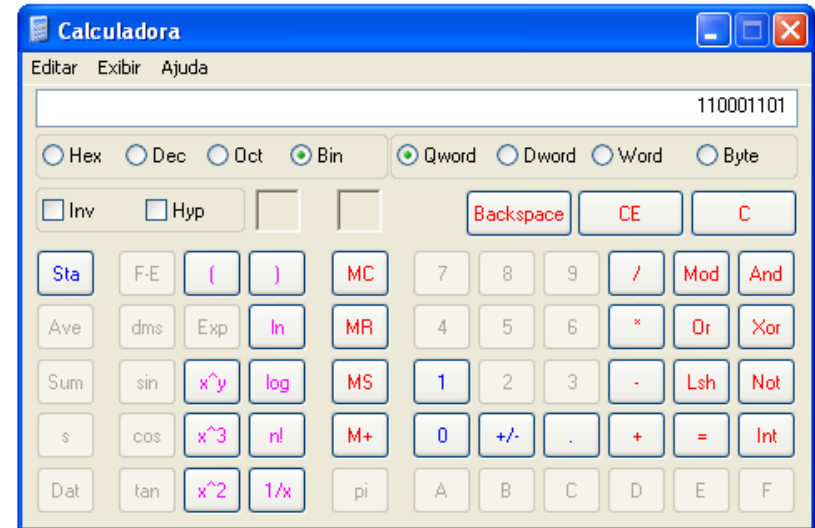 Calculadora
Editar Exibir Ajuda
110001101
Hex Dec Oct Bin Qword Dword Word Byte
Inv Hyp Backspace CE C
Sta F-E ( ) MC 7 8 9 / Mod And
Ave dms Exp ln MR 4 5 6 * Or Xor
Sum sin x^y log MS 1 2 3 - Lsh Not
s cos x^3 n! M+ 0 +/- . + = Int
Dat tan x^2 1/x pi A B C D E F